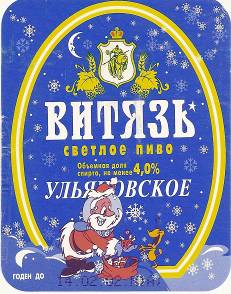 ВИТЯЗЬ
светлое пиво
Объемная доля
спирта, не менее 4,0%
УЛЬЯНОВСКОЕ
ГОДЕН ДО